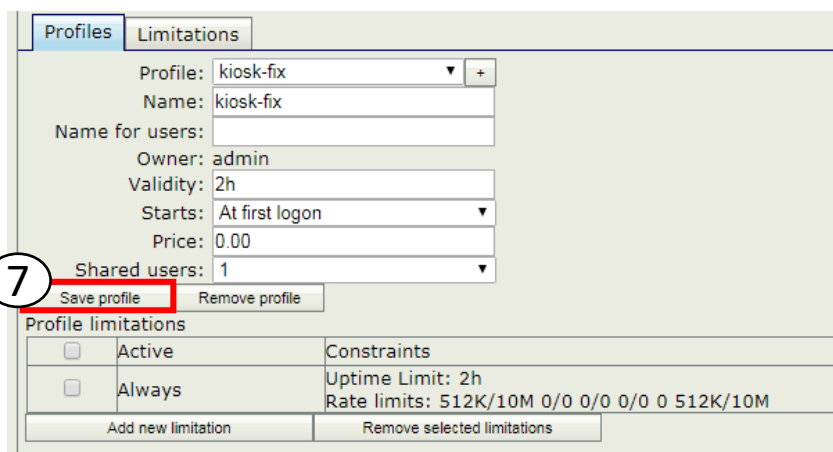 Profiles Limitations
Profile: kiosk-fix +
Name: kiosk-fix
Name for users:
Owner: admin
Validity: 2h
Starts: At first logon
Price: 0.00
7 Shared users: 1
Save profile Remove profile
Profile limitations
Active Constraints
Always Uptime Limit: 2h
Rate limits: 512K/10M 0/0 0/0 0/0 0 512K/10M
Add new limitation Remove selected limitations